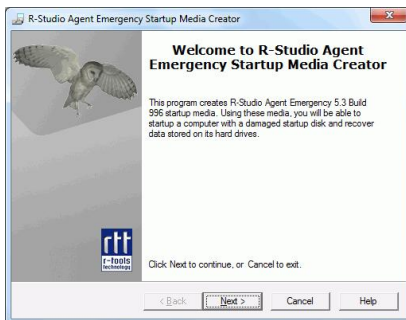 R-Studio Agent Emergency Startup Media Creator
Welcome to R-Studio Agent
Emergency Startup Media Creator
This program creates R-Studio Agent Emergency 5.3 Build
996 startup media. Using these media, you will be able to
startup a computer with a damaged startup disk and recover
data stored on its hard drives.
rtt
r-tools
technology
Click Next to continue, or Cancel to exit.
< Back
Next >
Cancel
Help